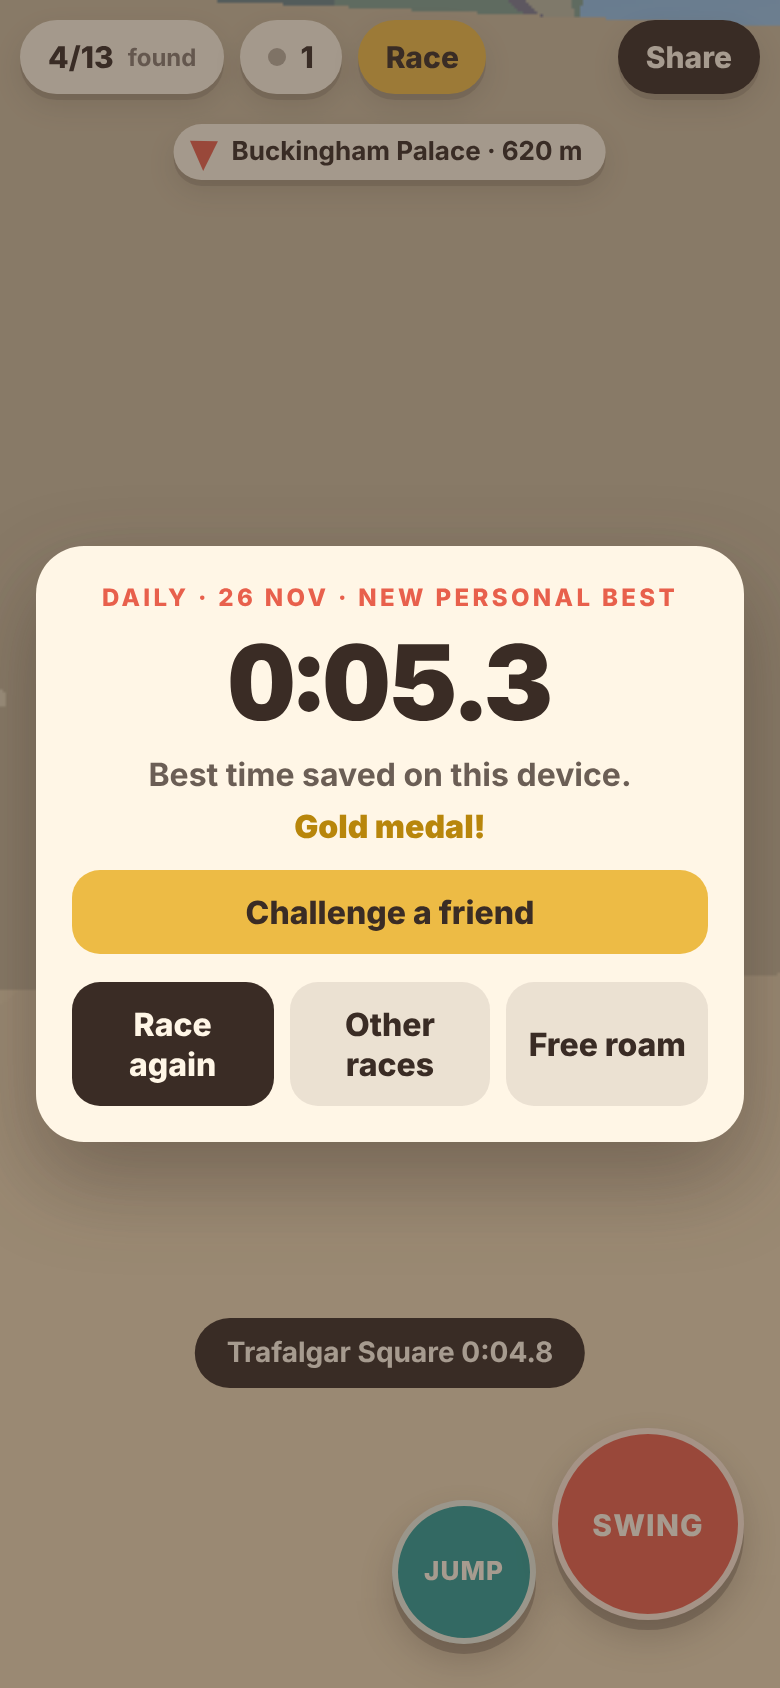 4/13 found
1
Race
Share
Buckingham Palace · 620 m
DAILY · 26 NOV · NEW PERSONAL BEST
0:05.3
Best time saved on this device.
Gold medal!
Challenge a friend
Race
again
Other
races
Free roam
Trafalgar Square 0:04.8
SWING
JUMP